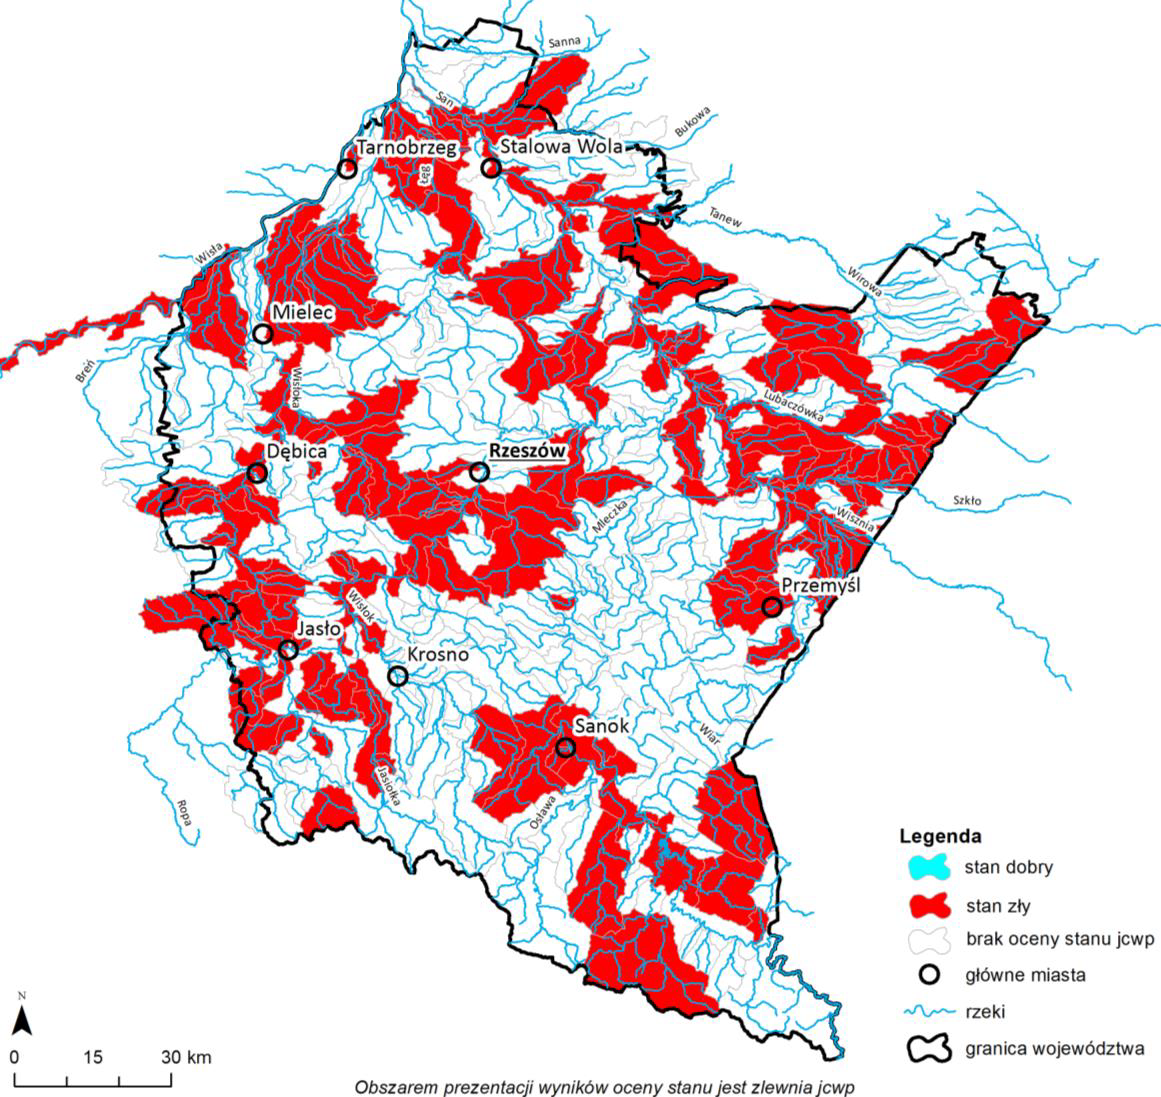 Sanna
San
Bukowa
Tarnobrzeg
Stalowa Wola
Łęg
Tanew
Wisła
Wirowa
Mielec
Breń
Wisłoka
Lubaczówka
Dębica
Rzeszów
Szkło
Mleczka
Wisznia
Przemyśl
Wisłok
Jasło
Krosno
Sanok
Wiar
Jasiołka
Osława
Ropa
Legenda
stan dobry
stan zły
brak oceny stanu jcwp
główne miasta
rzeki
granica województwa
N
0 15 30 km
Obszarem prezentacji wyników oceny stanu jest zlewnia jcwp